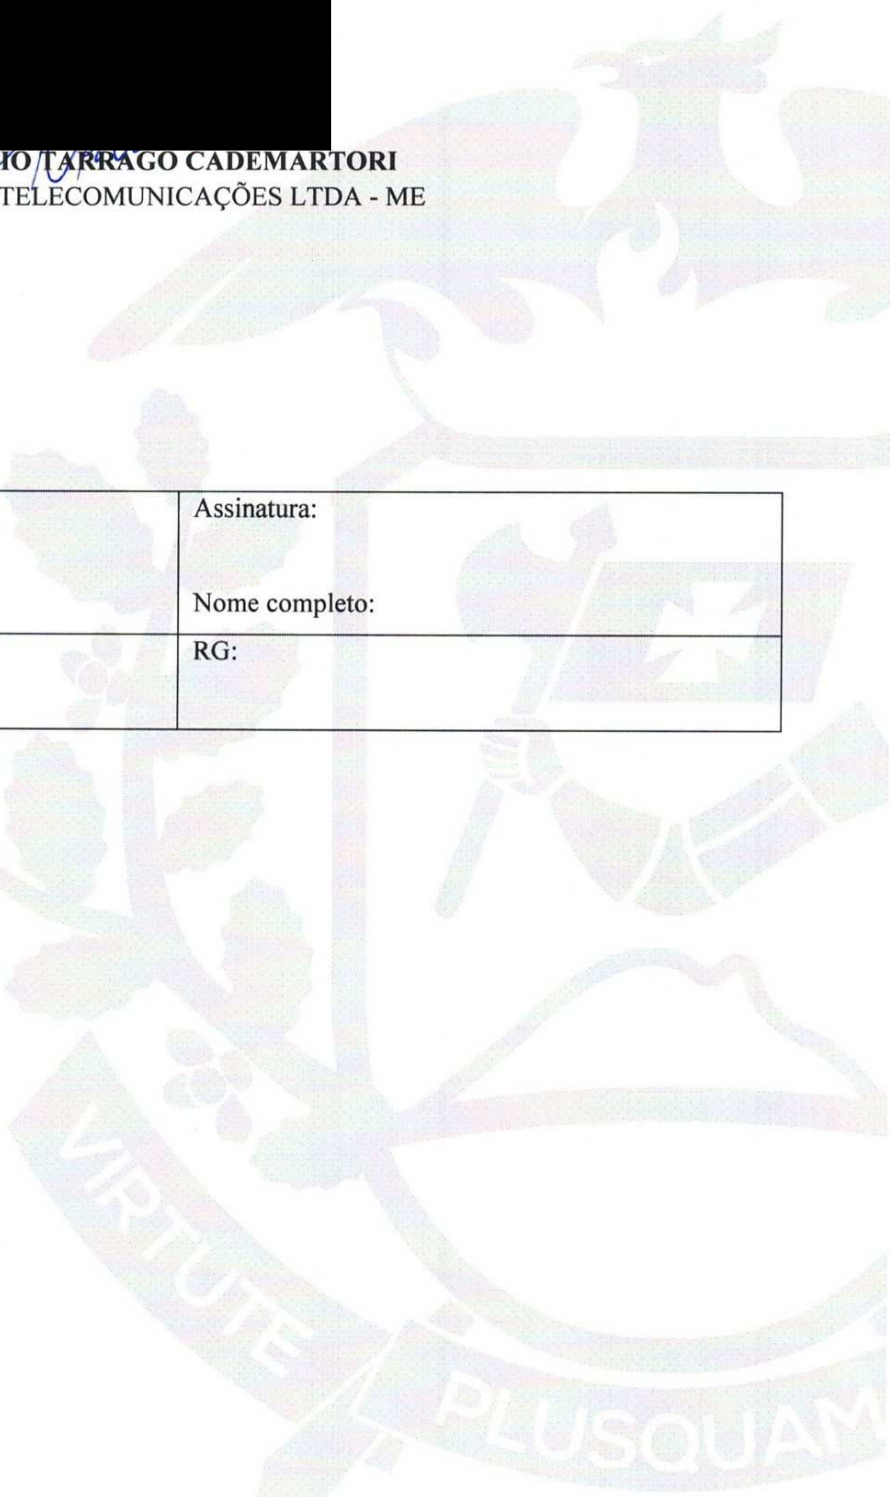 IO TARRAGO CADEMARTORI
TELECOMUNICAÇÕES LTDA - ME
Assinatura:
Nome completo:
RG:
VIRTUTE
PLUSQUAM